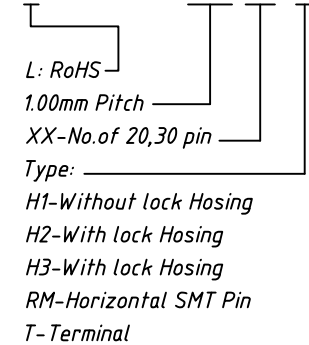 L: RoHS
1.00mm Pitch
XX-No.of 20,30 pin
Type:
H1-Without lock Hosing
H2-With lock Hosing
H3-With lock Hosing
RM-Horizontal SMT Pin
T-Terminal